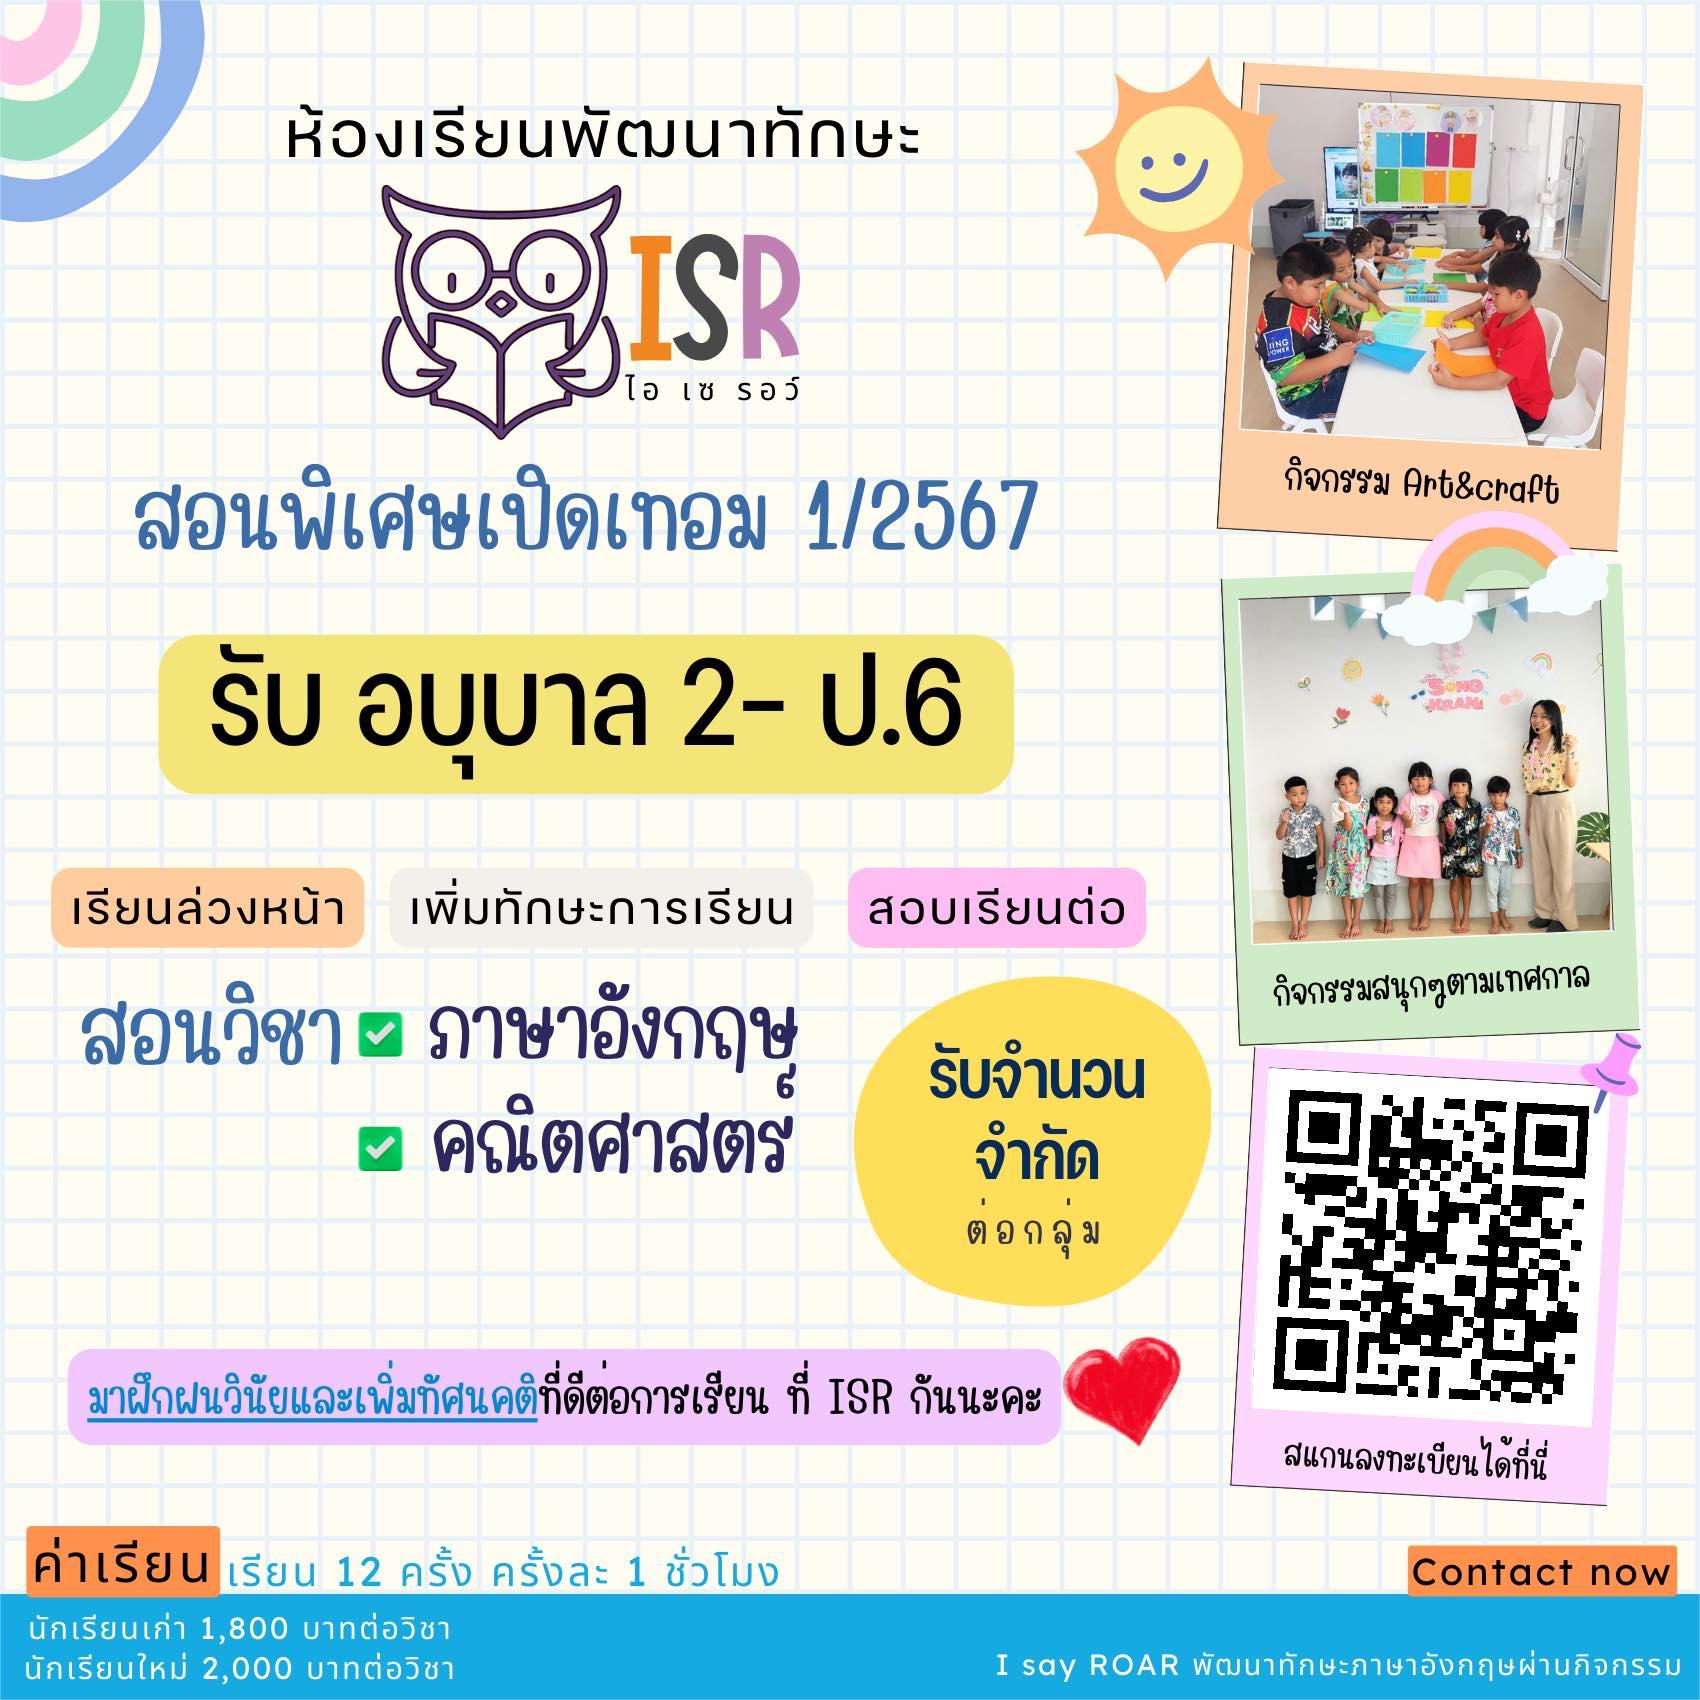 ห้องเรียนพัฒนาทักษะ
ISR
ไอ เซ รอว์
สอนพิเศษเปิดเทอม 1/2567
รับ อบุบาล 2- ป.6
เรียนล่วงหน้า
เพิ่มทักษะการเรียน
สอบเรียนต่อ
สอนวิชา ✅ ภาษาอังกฤษ
✅ คณิตศาสตร์
รับจำนวน
จำกัด
ต่อกลุ่ม
มาฝึกฝนวินัยและเพิ่มทัศนคติที่ดีต่อการเรียน ที่ ISR กันนะคะ
ค่าเรียน เรียน 12 ครั้ง ครั้งละ 1 ชั่วโมง
นักเรียนเก่า 1,800 บาทต่อวิชา
นักเรียนใหม่ 2,000 บาทต่อวิชา
KING
POWER
กิจกรรม Art&craft
SONG
KRAN
กิจกรรมสนุกๆตามเทศกาล
สแกนลงทะเบียนได้ที่นี่
Contact now
I say ROAR พัฒนาทักษะภาษาอังกฤษผ่านกิจกรรม